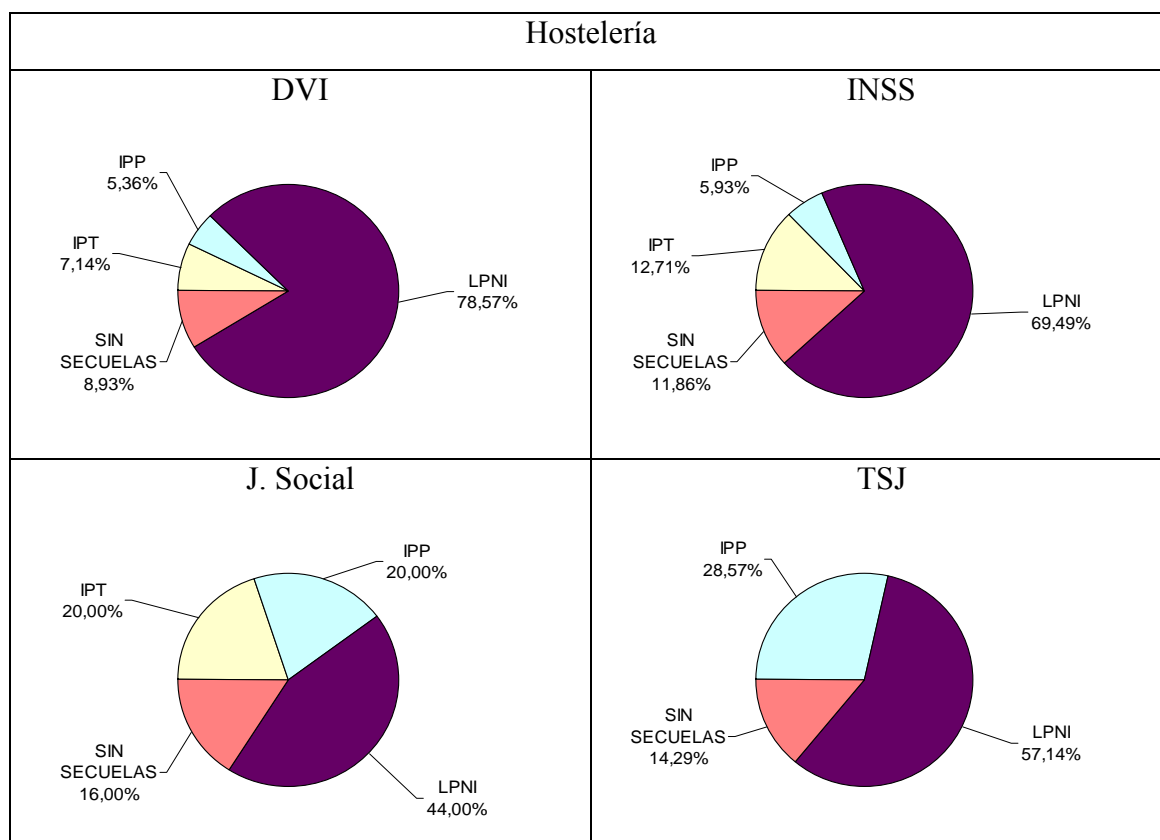 Hostelería
DVI
IPP
5,36%
IPT
7,14%
LPNI
78,57%
SIN
SECUELAS
8,93%
INSS
IPP
5,93%
IPT
12,71%
LPNI
69,49%
SIN
SECUELAS
11,86%
J. Social
IPP
20,00%
IPT
20,00%
SIN
SECUELAS
16,00%
LPNI
44,00%
TSJ
IPP
28,57%
SIN
SECUELAS
14,29%
LPNI
57,14%